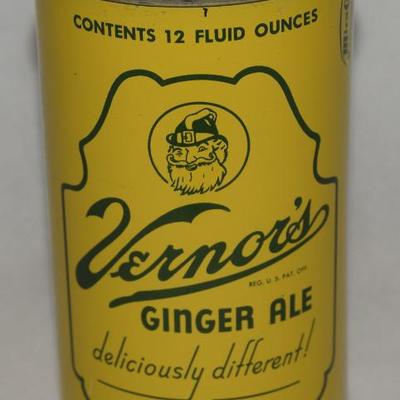 CONTENTS 12 FLUID OUNCES
Vernor's
REG. U. S. PAT. OFF.
GINGER ALE
deliciously different!